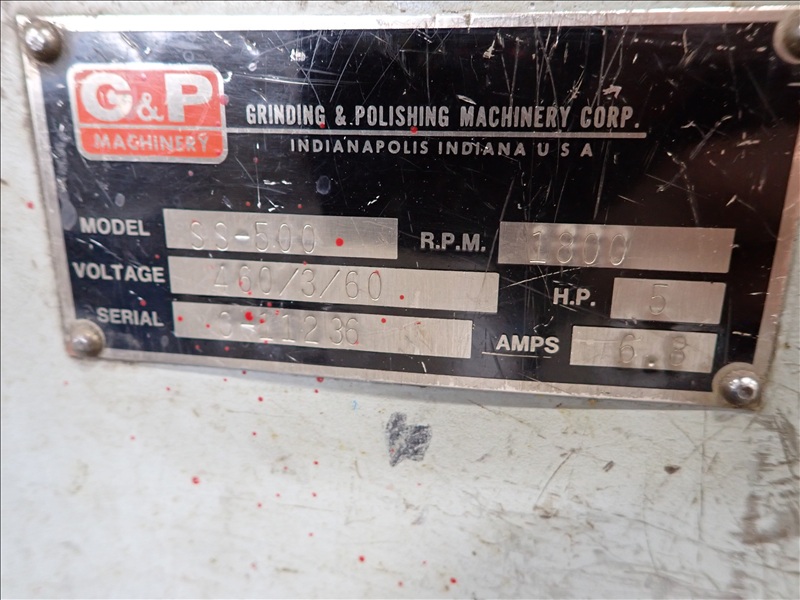 G&P
MACHINERY
GRINDING & POLISHING MACHINERY CORP.
INDIANAPOLIS INDIANA U S A
MODEL SS-500 R.P.M. 1800
VOLTAGE 460/3/60 H.P. 5
SERIAL C-11236 AMPS 6.8